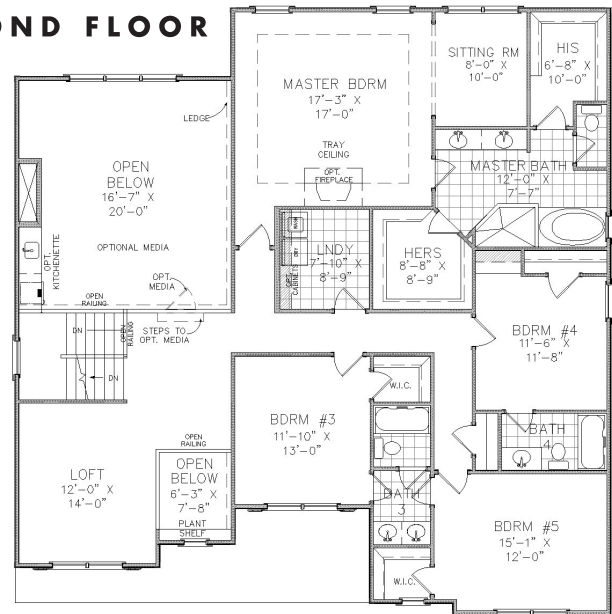 OND FLOOR
SITTING RM
8'-0" X
10'-0"
HIS
6'-8" X
10'-0"
MASTER BDRM
17'-3" X
17'-0"
TRAY
CEILING
OPT.
FIREPLACE
LEDGE
OPEN
BELOW
16'-7" X
20'-0"
OPTIONAL MEDIA
OPT.
KITCHENETTE
OPT.
MEDIA
OPEN
RAILING
MASTER BATH
12'-0" X
7'-7"
LNDY
7'-10" X
8'-9"
DRY
OPT.
CABINETS
HERS
8'-8" X
8'-9"
STEPS TO
OPT. MEDIA
OPEN
RAILING
DN
DN
BDRM #4
11'-6" X
11'-8"
W.I.C.
BDRM #3
11'-10" X
13'-0"
BATH
4
OPEN
RAILING
OPEN
BELOW
6'-3" X
7'-8"
PLANT
SHELF
LOFT
12'-0" X
14'-0"
BATH
3
BDRM #5
15'-1" X
12'-0"
W.I.C.